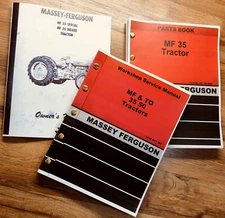 MASSEY-FERGUSON
MF 35 SPECIAL
MF 35 DELUXE
TRACTOR
Owner's
PARTS BOOK
MF 35
Tractor
Workshop Service Manual
MF & TO
35 50
Tractors
MASSEY FERGUSON
FERGUSON